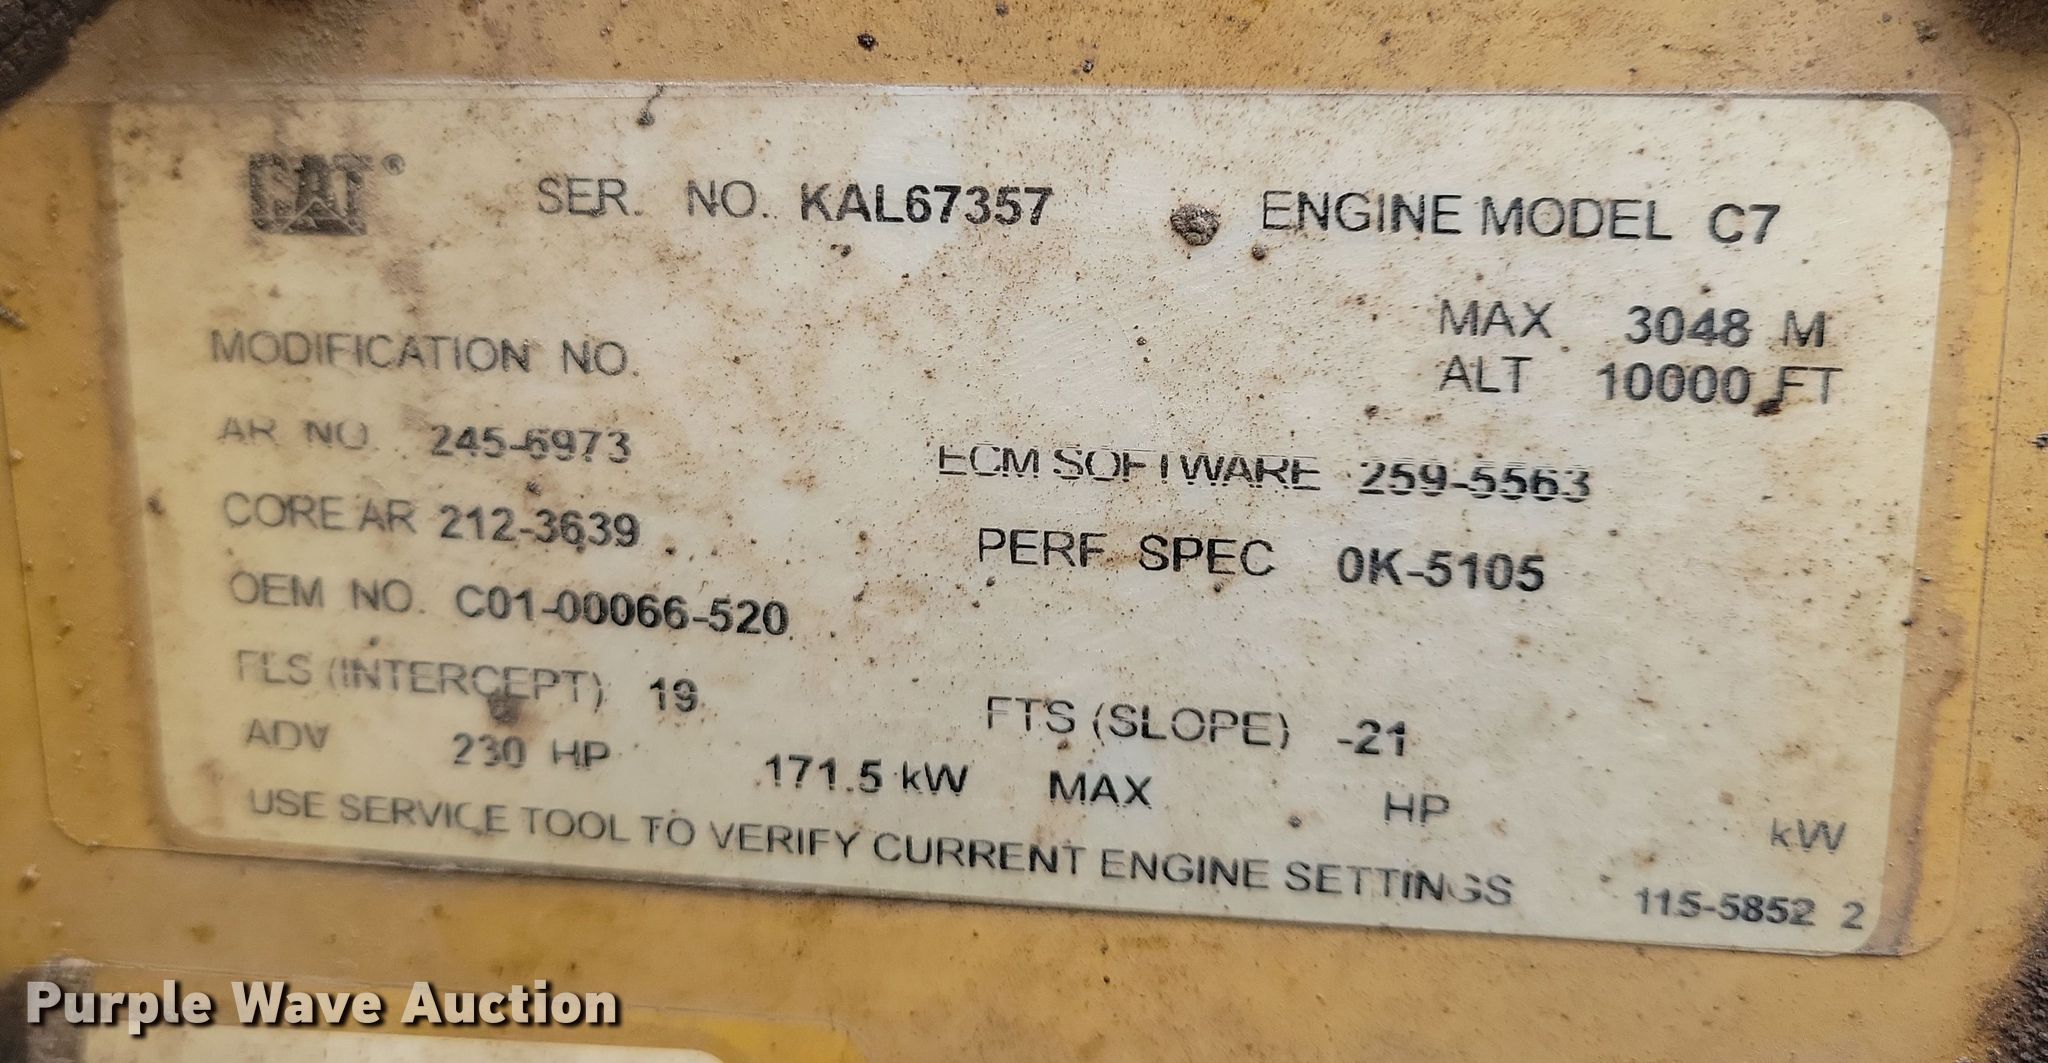 CAT® SER. NO. KAL67357 ENGINE MODEL C7
MAX 3048 M
MODIFICATION NO. ALT 10000 FT
AR NO. 245-6973 ECM SOFTWARE 259-5563
CORE AR 212-3639 PERF SPEC 0K-5105
OEM NO. C01-00066-520
FLS (INTERCEPT) 19 FTS (SLOPE) -21
ADV 230 HP 171.5 kW MAX HP kW
USE SERVICE TOOL TO VERIFY CURRENT ENGINE SETTINGS 115-5852 2
Purple Wave Auction